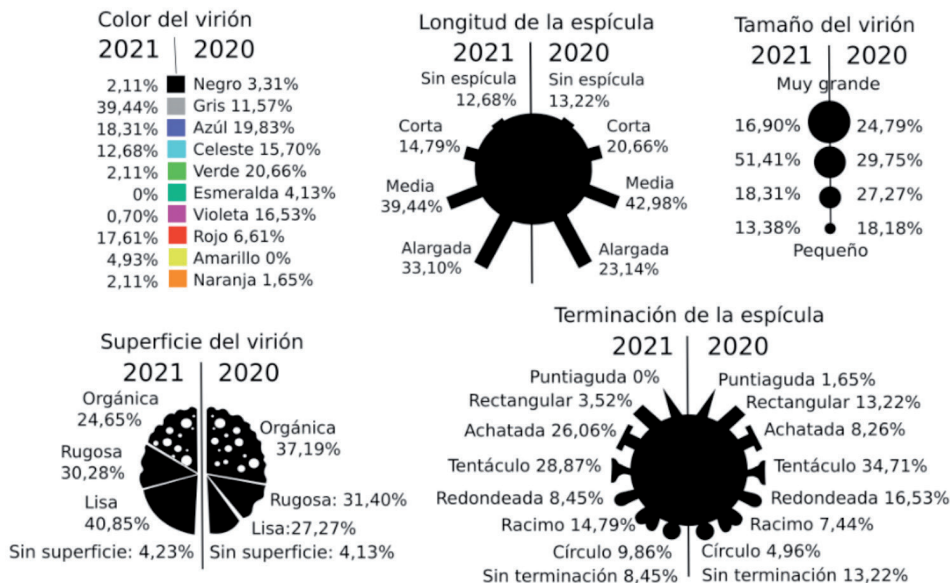 Color del virión
2021 2020
2,11% Negro 3,31%
39,44% Gris 11,57%
18,31% Azúl 19,83%
12,68% Celeste 15,70%
2,11% Verde 20,66%
0% Esmeralda 4,13%
0,70% Violeta 16,53%
17,61% Rojo 6,61%
4,93% Amarillo 0%
2,11% Naranja 1,65%
Longitud de la espícula
2021 2020
Sin espícula Sin espícula
12,68% 13,22%
Corta Corta
14,79% 20,66%
Media Media
39,44% 42,98%
Alargada Alargada
33,10% 23,14%
Tamaño del virión
2021 2020
Muy grande
16,90% 24,79%
51,41% 29,75%
18,31% 27,27%
13,38% 18,18%
Pequeño
Superficie del virión
2021 2020
Orgánica
24,65%
Orgánica
37,19%
Rugosa
30,28%
Rugosa: 31,40%
Lisa
40,85%
Lisa:27,27%
Sin superficie: 4,23% Sin superficie: 4,13%
Terminación de la espícula
2021 2020
Puntiaguda 0% Puntiaguda 1,65%
Rectangular 3,52% Rectangular 13,22%
Achatada 26,06% Achatada 8,26%
Tentáculo 28,87% Tentáculo 34,71%
Redondeada 8,45% Redondeada 16,53%
Racimo 14,79% Racimo 7,44%
Círculo 9,86% Círculo 4,96%
Sin terminación 8,45% Sin terminación 13,22%